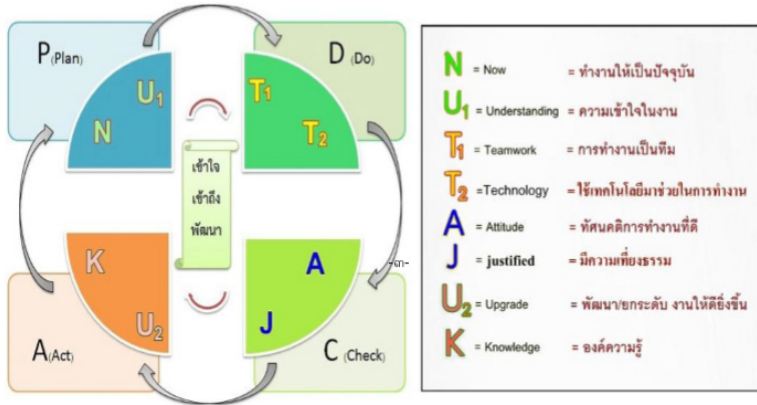 P (Plan)
D (Do)
U1
N
T1
T2
เข้าใจ
เข้าถึง
พัฒนา
K
U2
A
J
-๓-
A (Act)
C (Check)
N = Now = ทำงานให้เป็นปัจจุบัน
U1 = Understanding = ความเข้าใจในงาน
T1 = Teamwork = การทำงานเป็นทีม
T2 =Technology = ใช้เทคโนโลยีมาช่วยในการทำงาน
A = Attitude = ทัศนคติการทำงานที่ดี
J = justified = มีความเที่ยงธรรม
U2 = Upgrade = พัฒนา/ยกระดับ งานให้ดียิ่งขึ้น
K = Knowledge = องค์ความรู้